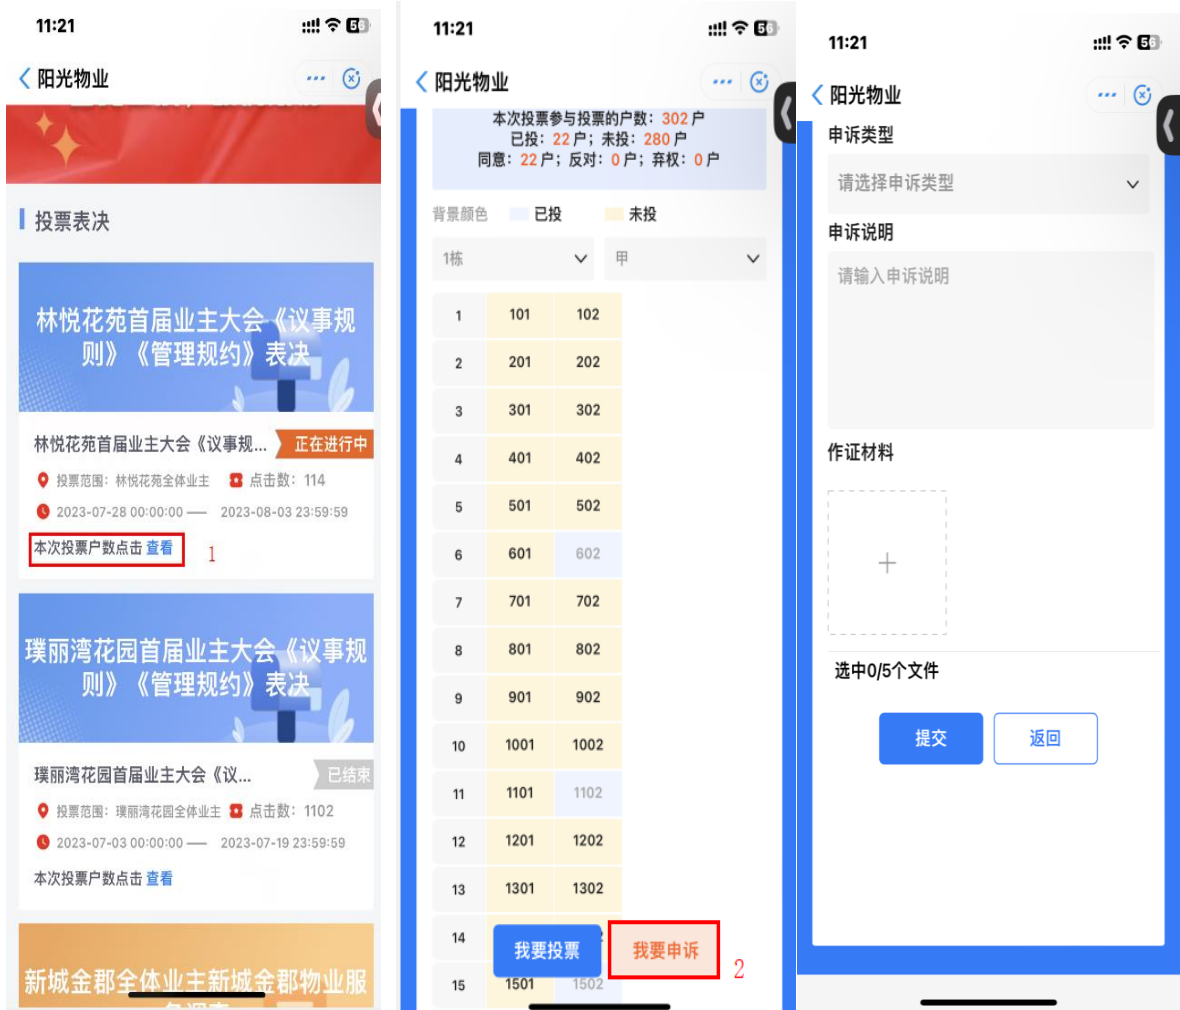 11:21
56
阳光物业
投票表决
林悦花苑首届业主大会《议事规
则》《管理规约》表决
林悦花苑首届业主大会《议事规...
正在进行中
投票范围：林悦花苑全体业主
点击数：114
2023-07-28 00:00:00 —— 2023-08-03 23:59:59
本次投票户数点击 查看
1
璞丽湾花园首届业主大会《议事规
则》《管理规约》表决
璞丽湾花园首届业主大会《议...
已结束
投票范围：璞丽湾花园全体业主
点击数：1102
2023-07-03 00:00:00 —— 2023-07-19 23:59:59
本次投票户数点击 查看
新城金郡全体业主新城金郡物业服
11:21
56
阳光物业
本次投票参与投票的户数：302 户
已投：22 户；未投：280 户
同意：22 户；反对：0 户；弃权：0 户
背景颜色 已投 未投
1栋 甲
1 101 102
2 201 202
3 301 302
4 401 402
5 501 502
6 601 602
7 701 702
8 801 802
9 901 902
10 1001 1002
11 1101 1102
12 1201 1202
13 1301 1302
14
我要投票 我要申诉
2
15 1501 1502
11:21
56
阳光物业
申诉类型
请选择申诉类型
申诉说明
请输入申诉说明
作证材料
选中0/5个文件
提交 返回